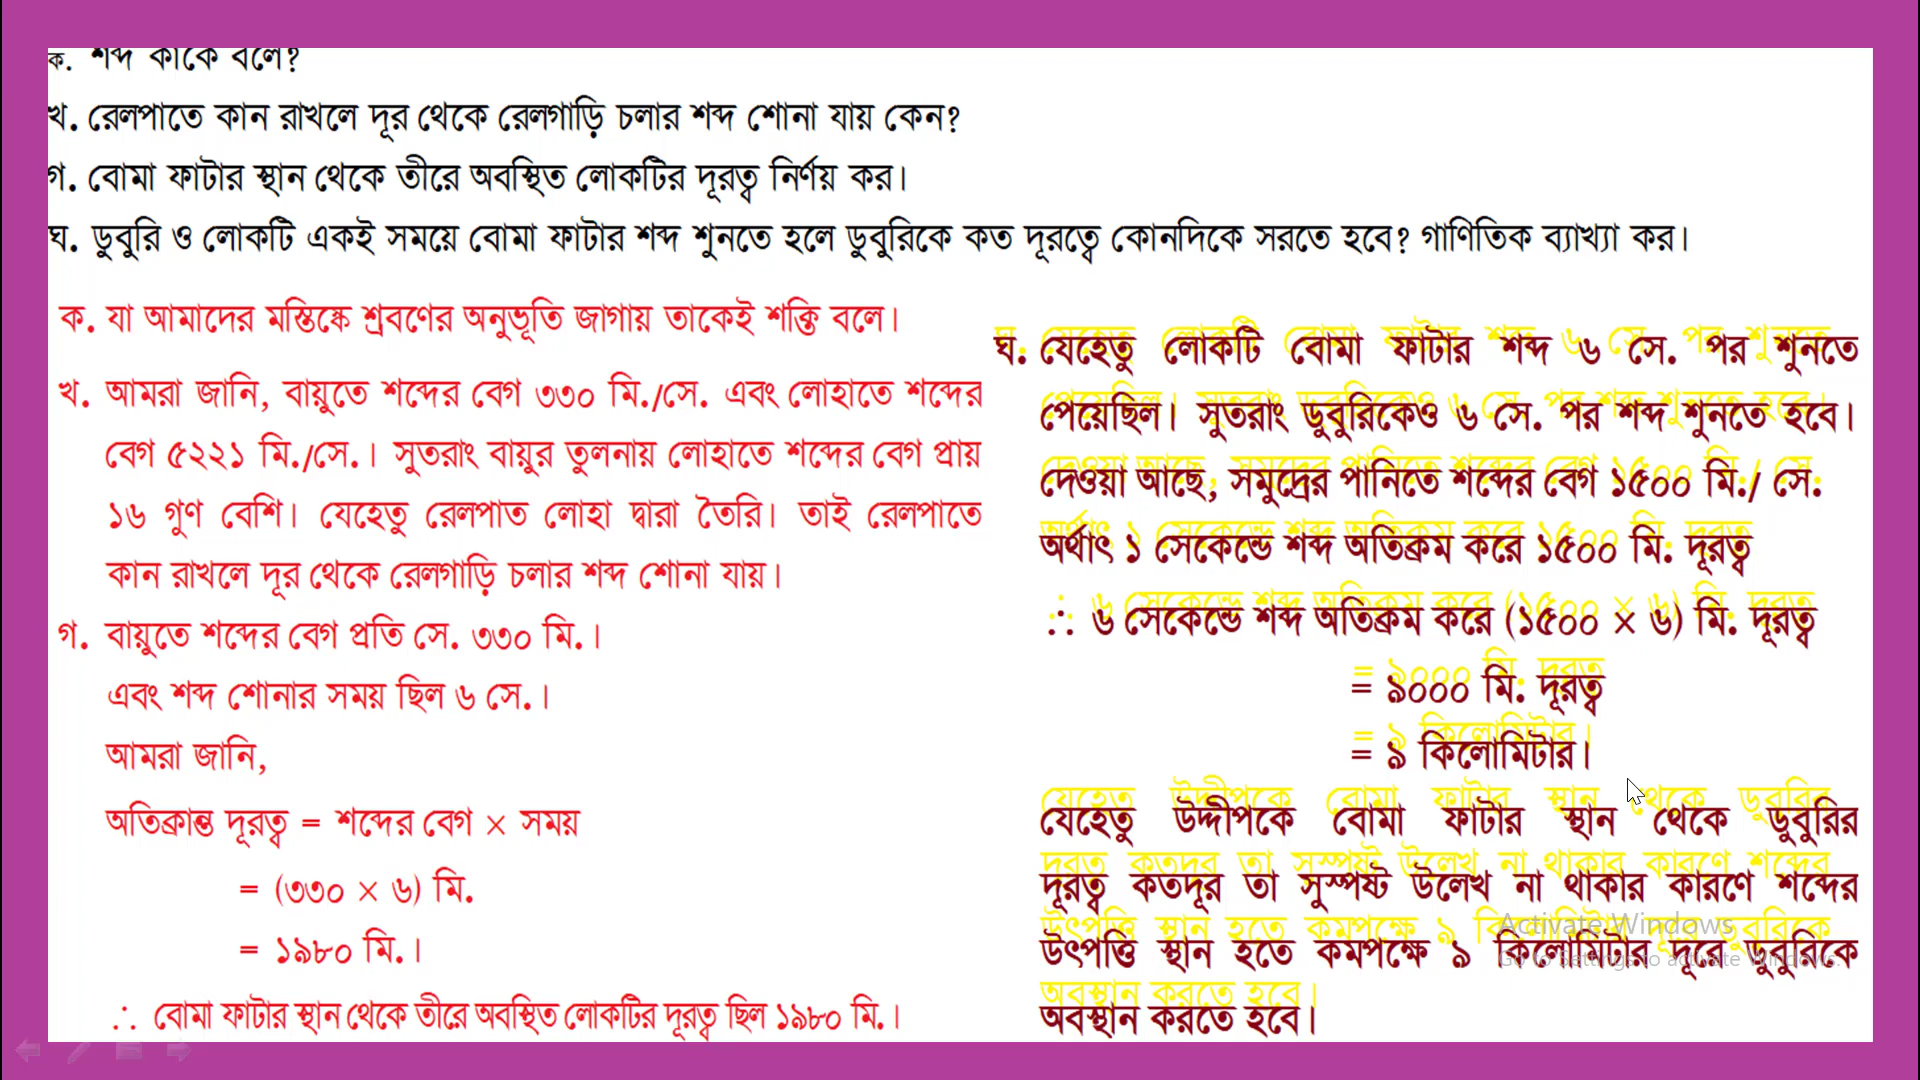 ক. শব্দ কাকে বলে?
খ. রেলপাতে কান রাখলে দূর থেকে রেলগাড়ি চলার শব্দ শোনা যায় কেন?
গ. বোমা ফাটার স্থান থেকে তীরে অবস্থিত লোকটির দূরত্ব নির্ণয় কর।
ঘ. ডুবুরি ও লোকটি একই সময়ে বোমা ফাটার শব্দ শুনতে হলে ডুবুরিকে কত দূরত্বে কোনদিকে সরতে হবে? গাণিতিক ব্যাখ্যা কর।
ক. যা আমাদের মস্তিষ্কে শ্রবণের অনুভূতি জাগায় তাকেই শক্তি বলে।
খ. আমরা জানি, বায়ুতে শব্দের বেগ ৩৩০ মি./সে. এবং লোহাতে শব্দের
বেগ ৫২২১ মি./সে.। সুতরাং বায়ুর তুলনায় লোহাতে শব্দের বেগ প্রায়
১৬ গুণ বেশি। যেহেতু রেলপাত লোহা দ্বারা তৈরি। তাই রেলপাতে
কান রাখলে দূর থেকে রেলগাড়ি চলার শব্দ শোনা যায়।
গ. বায়ুতে শব্দের বেগ প্রতি সে. ৩৩০ মি.।
এবং শব্দ শোনার সময় ছিল ৬ সে.।
আমরা জানি,
অতিক্রান্ত দূরত্ব = শব্দের বেগ × সময়
= (৩৩০ × ৬) মি.
= ১৯৮০ মি.।
∴ বোমা ফাটার স্থান থেকে তীরে অবস্থিত লোকটির দূরত্ব ছিল ১৯৮০ মি.।
ঘ. যেহেতু লোকটি বোমা ফাটার শব্দ ৬ সে. পর শুনতে
পেয়েছিল। সুতরাং ডুবুরিকেও ৬ সে. পর শব্দ শুনতে হবে।
দেওয়া আছে, সমুদ্রের পানিতে শব্দের বেগ ১৫০০ মি./ সে.
অর্থাৎ ১ সেকেন্ডে শব্দ অতিক্রম করে ১৫০০ মি. দূরত্ব
∴ ৬ সেকেন্ডে শব্দ অতিক্রম করে (১৫০০ × ৬) মি. দূরত্ব
= ৯০০০ মি. দূরত্ব
= ৯ কিলোমিটার।
যেহেতু উদ্দীপকে বোমা ফাটার স্থান থেকে ডুবুরির
দূরত্ব কতদূর তা সুস্পষ্ট উলেখ না থাকার কারণে শব্দের
উৎপত্তি স্থান হতে কমপক্ষে ৯ কিলোমিটার দূরে ডুবুরিকে
অবস্থান করতে হবে।
Activate Windows
Go to Settings to activate Windows.